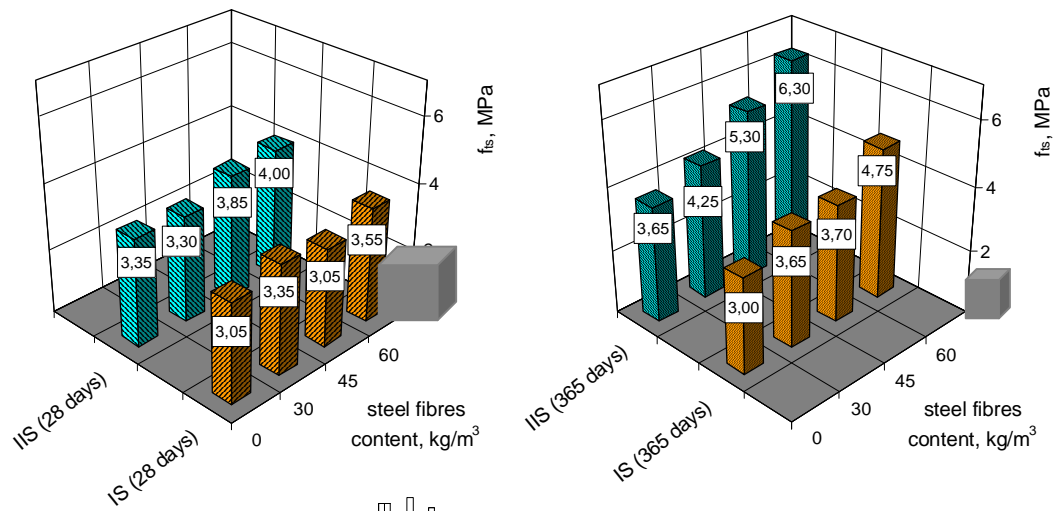 6
4
4,00
3,85
3,30
3,35
3,55
3,05
3,35
3,05
60
45
30
0
IIS (28 days)
IS (28 days)
steel fibres
content, kg/m³
fts, MPa
6
4
2
6,30
5,30
4,25
3,65
4,75
3,70
3,65
3,00
60
45
30
0
IIS (365 days)
IS (365 days)
steel fibres
content, kg/m³
fts, MPa